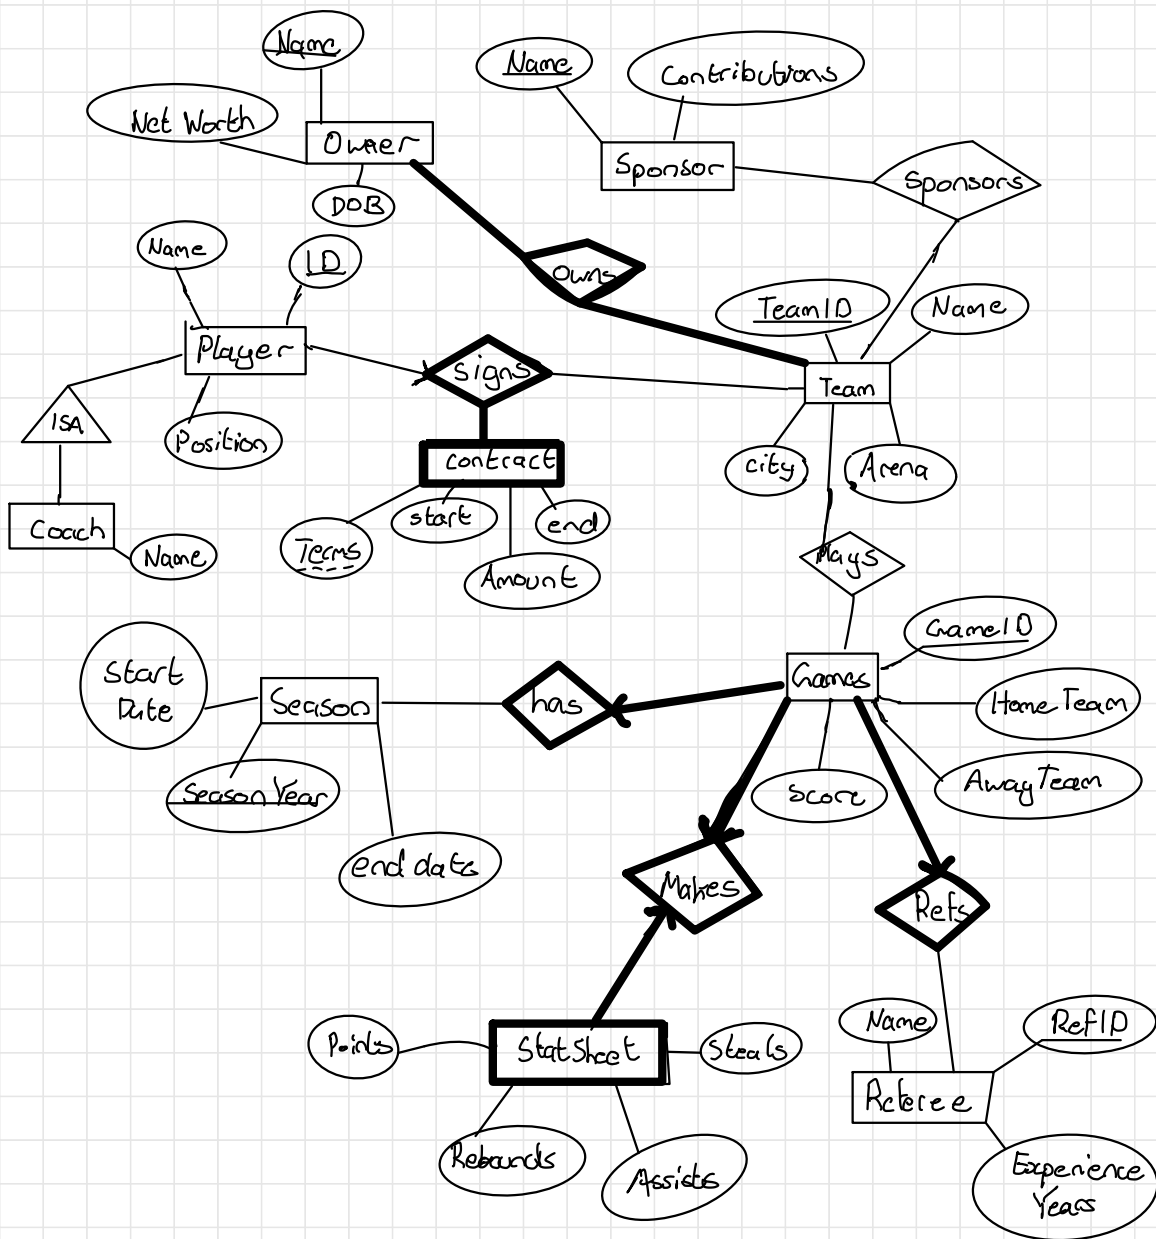 Name
Name
Contributions
Net Worth
Owner
Sponsor
Sponsors
DOB
Name
ID
Owns
TeamID
Name
Player
Signs
Team
ISA
Position
Contract
City
Arena
Coach
Name
start
end
Terms
Amount
Plays
GameID
Start
Date
Season
has
Games
Home Team
Season Year
Score
Away Team
end date
Makes
Refs
Name
RefID
Points
StatSheet
Steals
Referee
Rebounds
Assists
Experience
Years